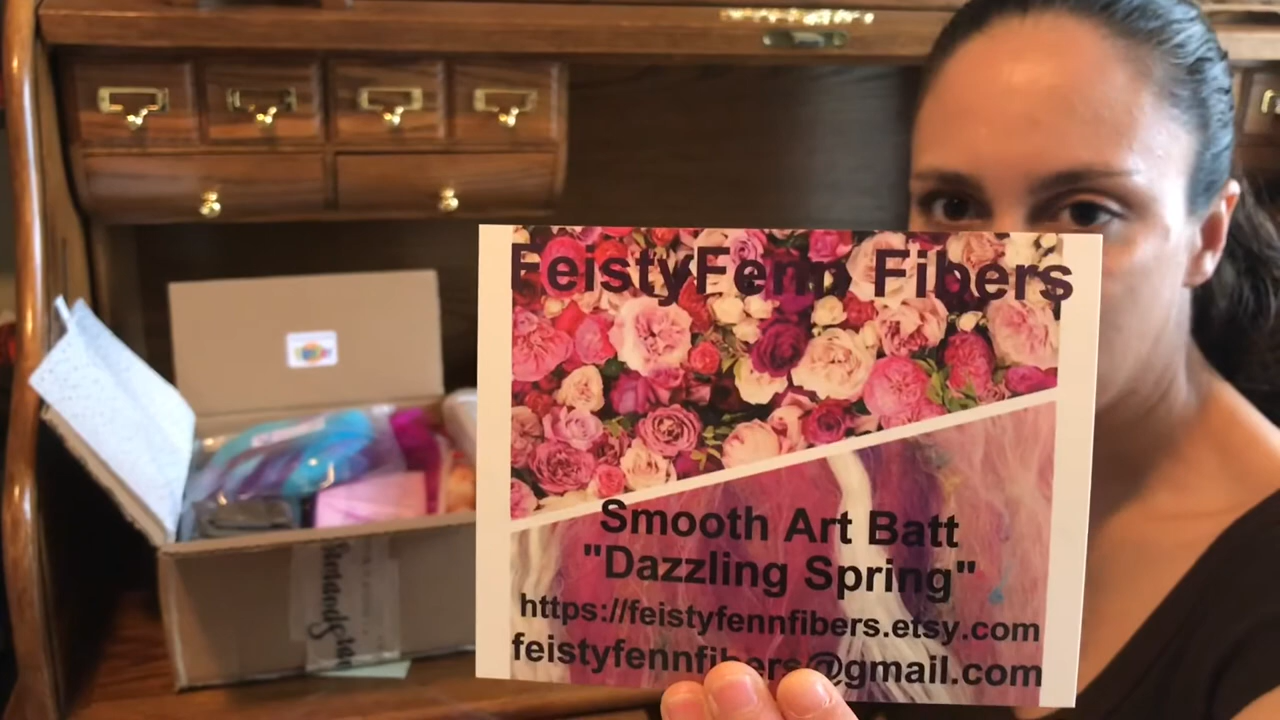 FeistyFenn Fibers
Smooth Art Batt
"Dazzling Spring"
https://feistyfennfibers.etsy.com
feistyfennfibers@gmail.com